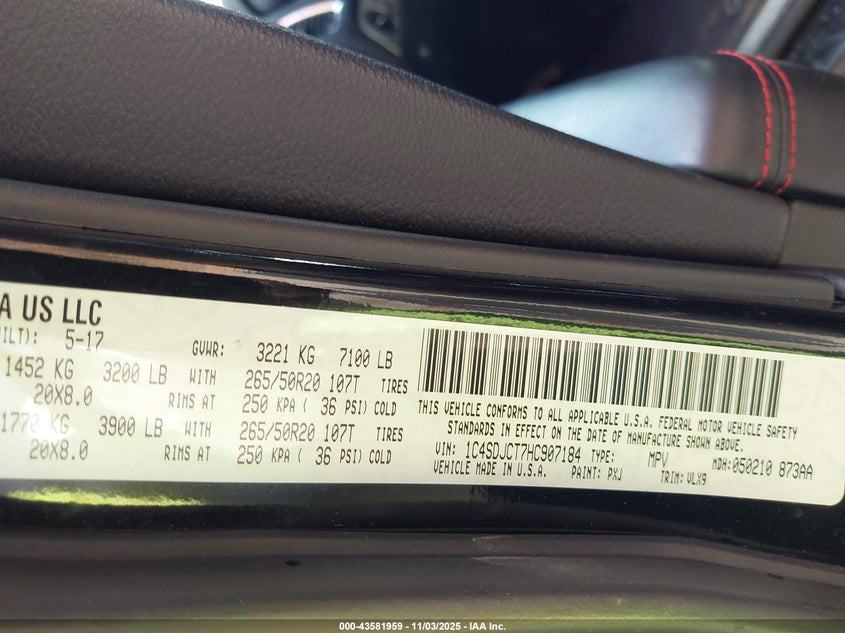 A US LLC
ILT): 5-17 GVWR: 3221 KG 7100 LB
1452 KG 3200 LB WITH 265/50R20 107T TIRES
20X8.0 RIMS AT 250 KPA ( 36 PSI) COLD
1770 KG 3900 LB WITH 265/50R20 107T TIRES
20X8.0 RIMS AT 250 KPA ( 36 PSI) COLD
THIS VEHICLE CONFORMS TO ALL APPLICABLE U.S.A. FEDERAL MOTOR VEHICLE SAFETY
STANDARDS IN EFFECT ON THE DATE OF MANUFACTURE SHOWN ABOVE.
VIN: 1C4SDJCT7HC907184 TYPE: MPV MDH: 050210 873AA
VEHICLE MADE IN U.S.A. PAINT: PXJ TRIM: VLX9
000-43581959 - 11/03/2025 - IAA Inc.